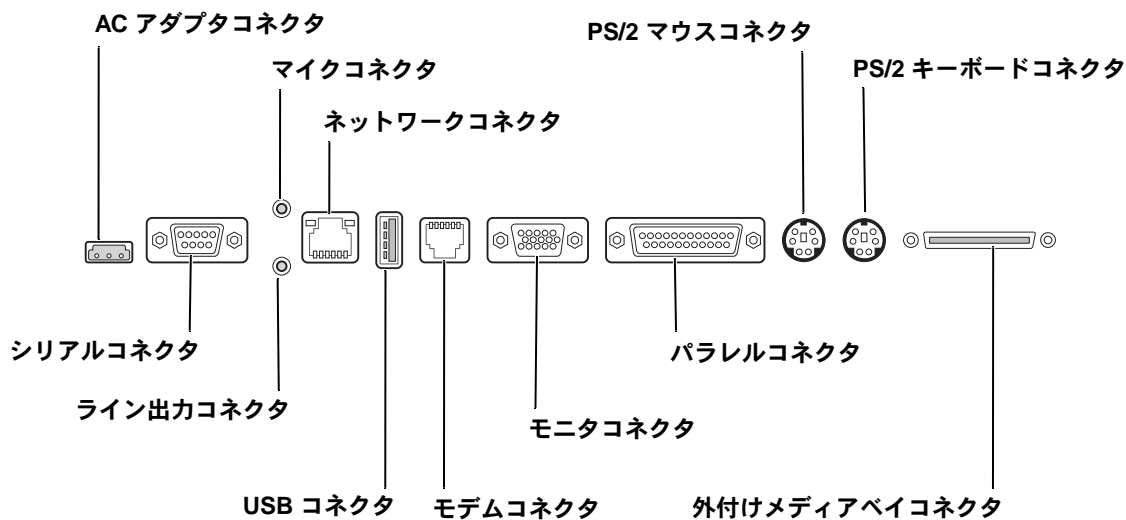 AC アダプタコネクタ
PS/2 マウスコネクタ
マイクコネクタ
PS/2 キーボードコネクタ
ネットワークコネクタ
シリアルコネクタ
パラレルコネクタ
ライン出力コネクタ
モニタコネクタ
USB コネクタ
モデムコネクタ
外付けメディアベイコネクタ